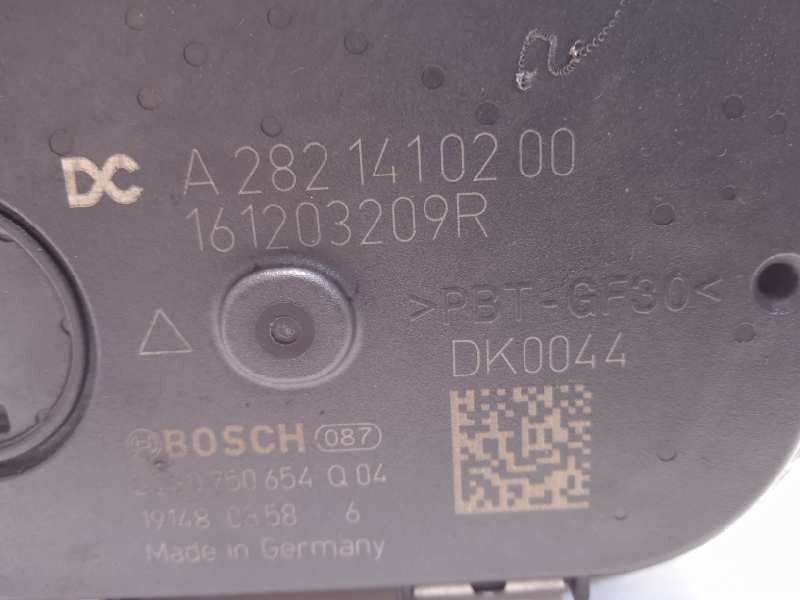 DC A 282 141 02 00
161203209R
>PBT-GF30<
DK0044
BOSCH 087
750 654 Q 04
19148 6
Made in Germany